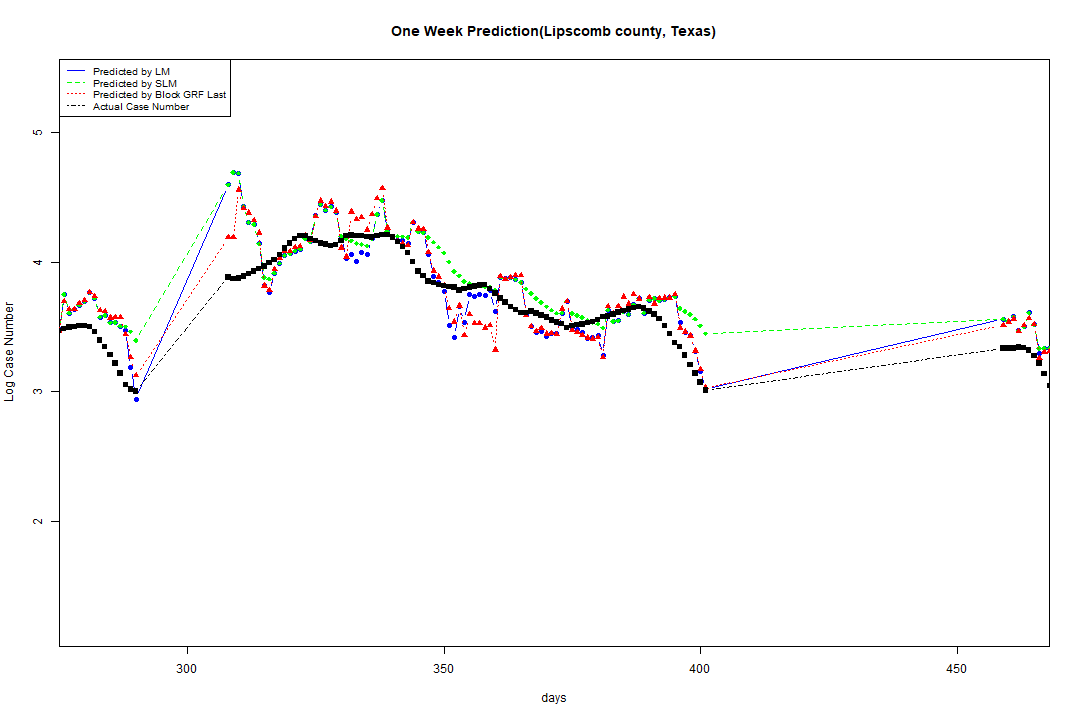 One Week Prediction(Lipscomb county, Texas)
Predicted by LM
Predicted by SLM
Predicted by Block GRF Last
Actual Case Number
5
4
3
2
Log Case Number
300
350
400
450
days